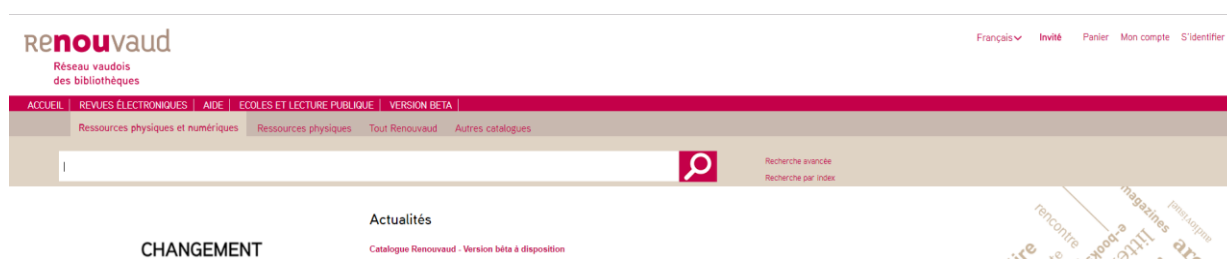 Renouvaud
Réseau vaudois
des bibliothèques
Français Invité Panier Mon compte S'identifier
ACCUEIL | REVUES ÉLECTRONIQUES | AIDE | ECOLES ET LECTURE PUBLIQUE | VERSION BETA |
Ressources physiques et numériques Ressources physiques Tout Renouvaud Autres catalogues
Recherche avancée
Recherche par index
Actualités
CHANGEMENT
Catalogue Renouvaud - Version bêta à disposition
rencontre
magazines
e-book